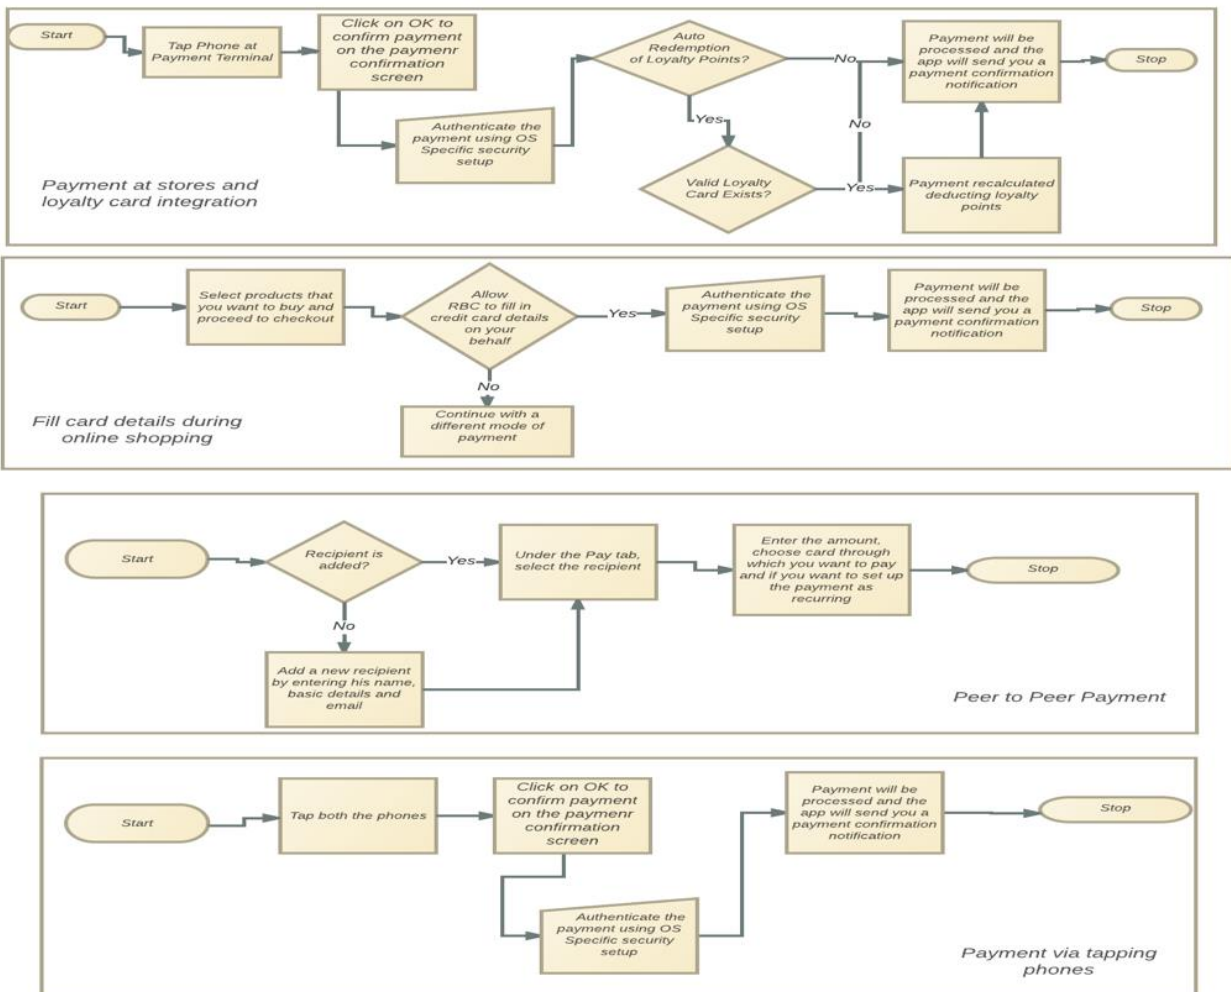 Start
Tap Phone at
Payment Terminal
Click on OK to
confirm payment
on the paymenr
confirmation
screen
Authenticate the
payment using OS
Specific security
setup
Auto
Redemption
of Loyalty Points?
No
Yes
Valid Loyalty
Card Exists?
No
Yes
Payment will be
processed and the
app will send you a
payment confirmation
notification
Payment recalculated
deducting loyalty
points
Stop
Payment at stores and
loyalty card integration
Start
Select products that
you want to buy and
proceed to checkout
Allow
RBC to fill in
credit card details
on your
behalf
Yes
No
Continue with a
different mode of
payment
Authenticate the
payment using OS
Specific security
setup
Payment will be
processed and the
app will send you a
payment confirmation
notification
Stop
Fill card details during
online shopping
Start
Recipient is
added?
Yes
No
Add a new recipient
by entering his name,
basic details and
email
Under the Pay tab,
select the recipient
Enter the amount,
choose card through
which you want to pay
and if you want to set up
the payment as
recurring
Stop
Peer to Peer Payment
Start
Tap both the phones
Click on OK to
confirm payment
on the paymenr
confirmation
screen
Authenticate the
payment using OS
Specific security
setup
Payment will be
processed and the
app will send you a
payment confirmation
notification
Stop
Payment via tapping
phones